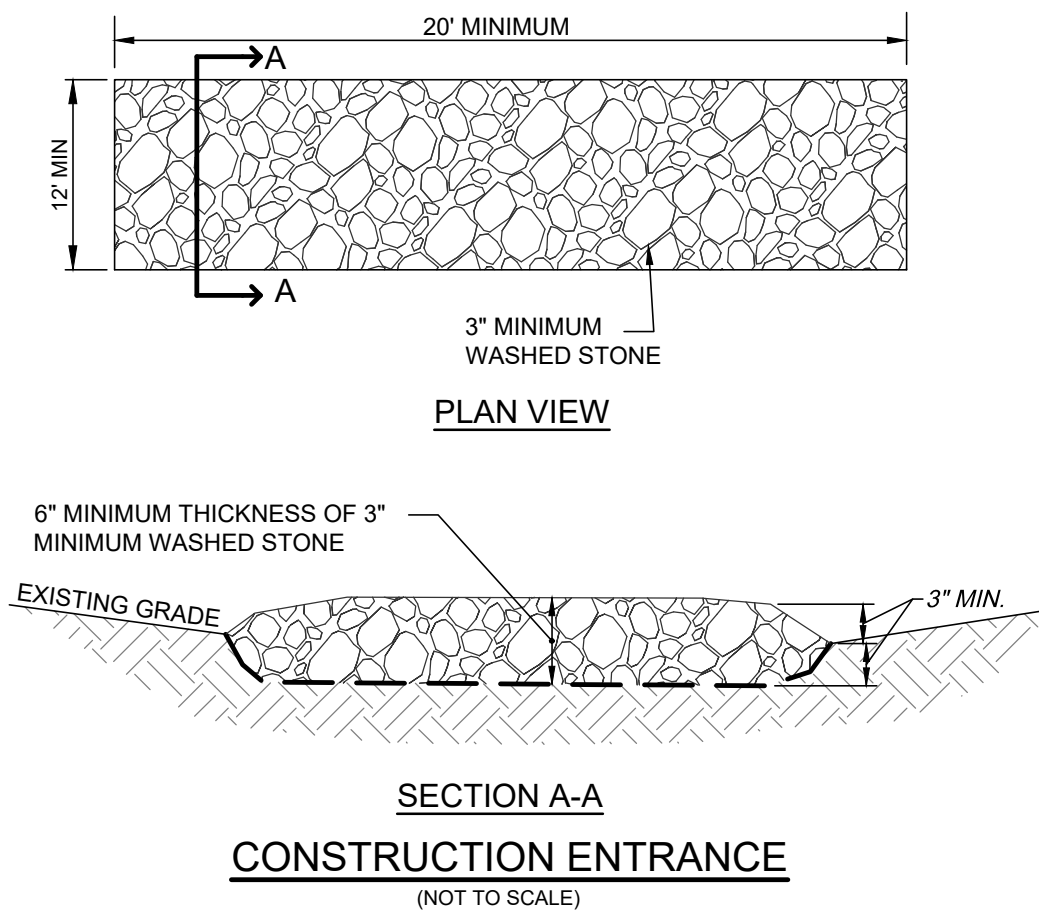 20' MINIMUM
A
12' MIN
A
3" MINIMUM
WASHED STONE
PLAN VIEW
6" MINIMUM THICKNESS OF 3"
MINIMUM WASHED STONE
EXISTING GRADE
3" MIN.
SECTION A-A
CONSTRUCTION ENTRANCE
(NOT TO SCALE)